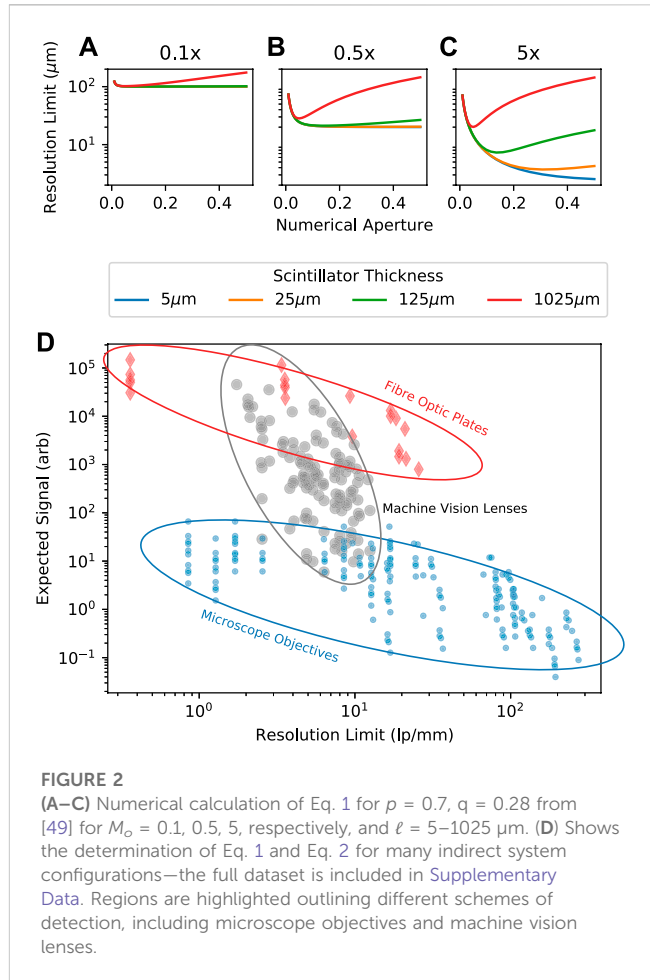 A
0.1x
B
0.5x
C
5x
Resolution Limit (μm)
10²
10¹
0.0 0.2 0.4
0.0 0.2 0.4
0.0 0.2 0.4
Numerical Aperture
Scintillator Thickness
5μm 25μm 125μm 1025μm
D
Expected Signal (arb)
10⁵
10⁴
10³
10²
10¹
10⁰
10⁻¹
Fibre Optic Plates
Machine Vision Lenses
Microscope Objectives
10⁰ 10¹ 10²
Resolution Limit (lp/mm)
FIGURE 2
(A–C) Numerical calculation of Eq. 1 for p = 0.7, q = 0.28 from
[49] for Mₒ = 0.1, 0.5, 5, respectively, and ℓ = 5–1025 μm. (D) Shows
the determination of Eq. 1 and Eq. 2 for many indirect system
configurations—the full dataset is included in Supplementary
Data. Regions are highlighted outlining different schemes of
detection, including microscope objectives and machine vision
lenses.